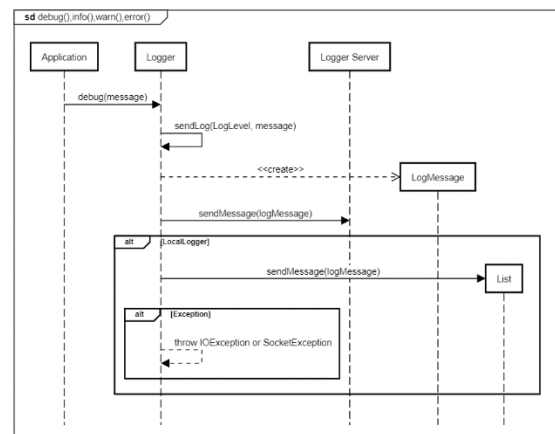 sd debug(),info(),warn(),error()
Application
Logger
Logger Server
debug(message)
sendLog(LogLevel, message)
<<create>>
LogMessage
sendMessage(logMessage)
alt [LocalLogger]
sendMessage(logMessage)
List
alt [Exception]
throw IOException or SocketException